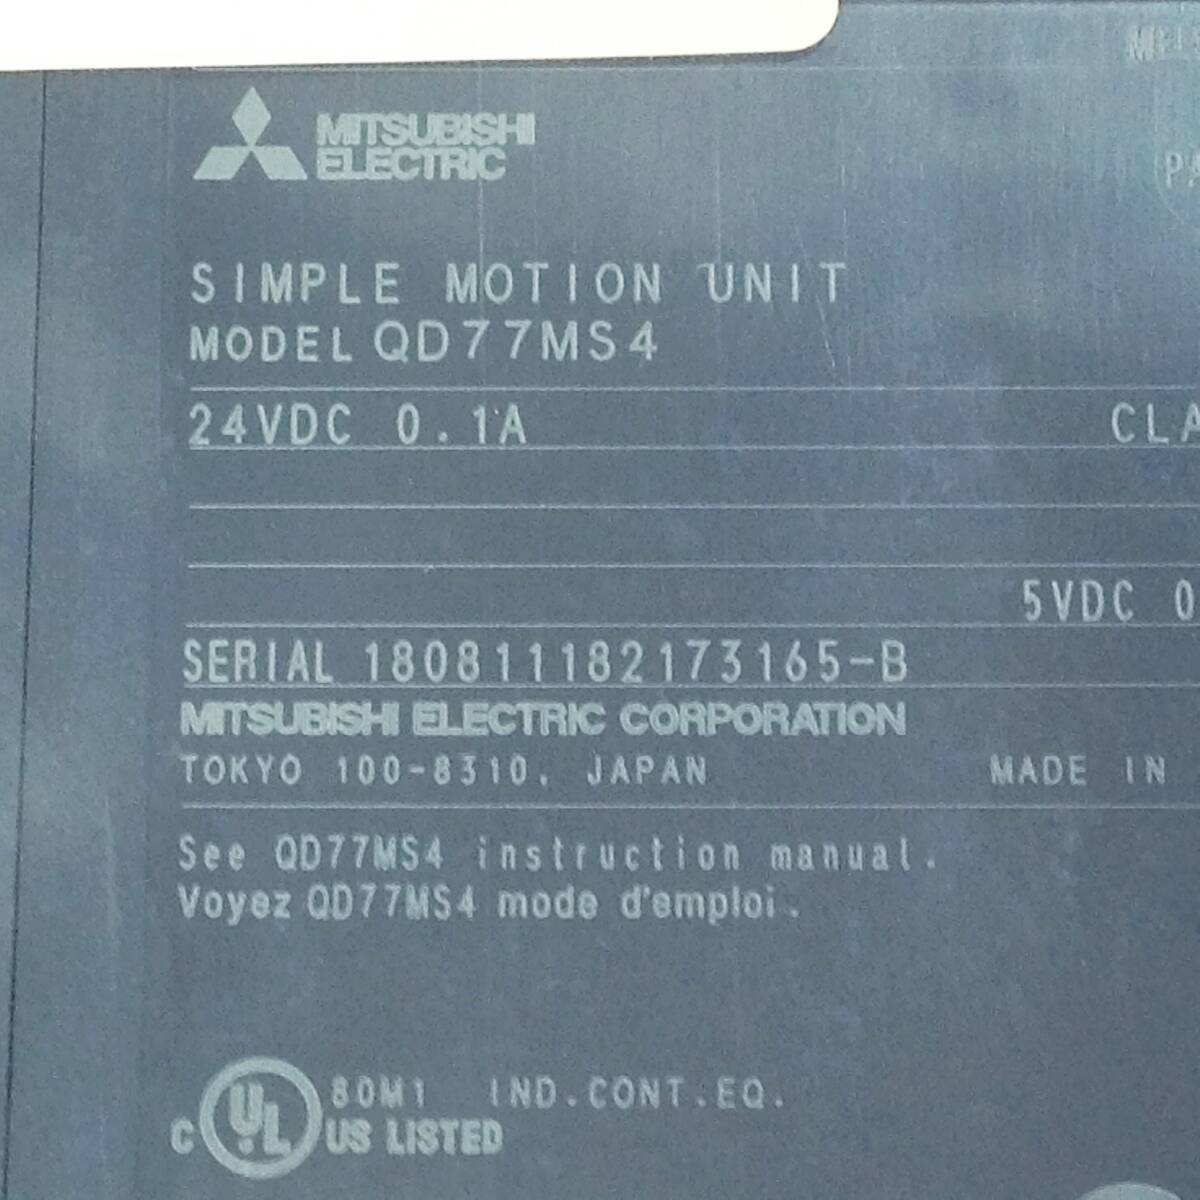 MITSUBISHI
ELECTRIC
SIMPLE MOTION UNIT
MODEL QD77MS4
24VDC 0.1A CLA
5VDC 0
SERIAL 180811182173165-B
MITSUBISHI ELECTRIC CORPORATION
TOKYO 100-8310, JAPAN MADE IN
See QD77MS4 instruction manual.
Voyez QD77MS4 mode d'emploi.
80M1 IND.CONT.EQ.
C UL US LISTED